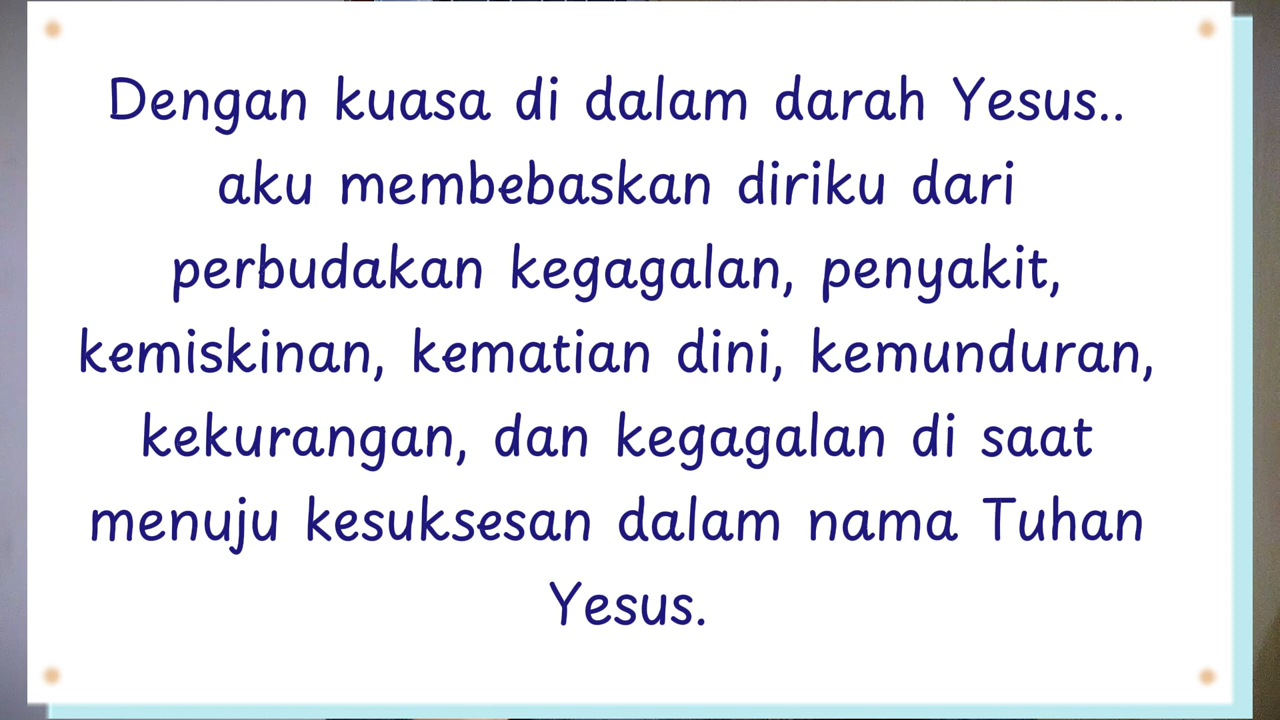 Dengan kuasa di dalam darah Yesus..
aku membebaskan diriku dari
perbudakan kegagalan, penyakit,
kemiskinan, kematian dini, kemunduran,
kekurangan, dan kegagalan di saat
menuju kesuksesan dalam nama Tuhan
Yesus.